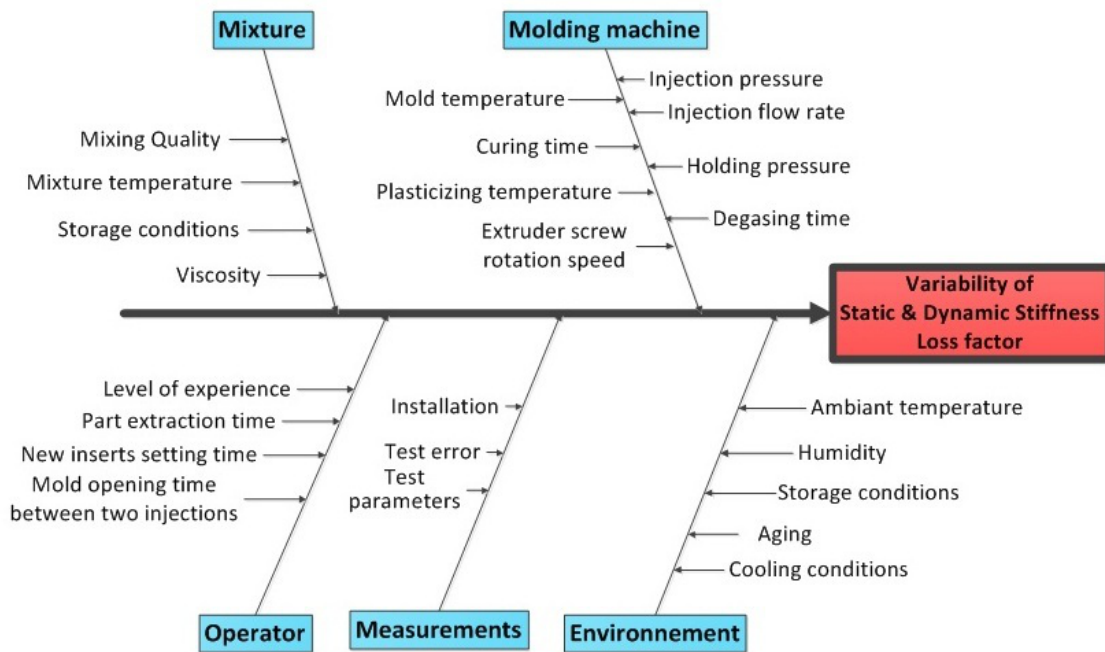 Mixture
Molding machine
Mixing Quality
Mixture temperature
Storage conditions
Viscosity
Injection pressure
Mold temperature
Injection flow rate
Curing time
Holding pressure
Plasticizing temperature
Degasing time
Extruder screw
rotation speed
Variability of
Static & Dynamic Stiffness
Loss factor
Level of experience
Part extraction time
New inserts setting time
Mold opening time
between two injections
Installation
Test error
Test
parameters
Ambiant temperature
Humidity
Storage conditions
Aging
Cooling conditions
Operator
Measurements
Environnement